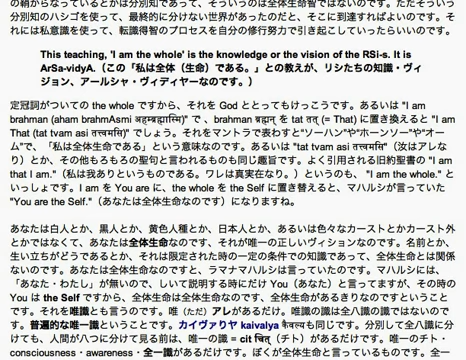 の鞘からなっているとかは分別知であって、そういうのは全体生命智ではないのです。ただそういう
分別知のハシゴを使って、最終的に分けない世界があったのだと、そこに到達すればよいのです。そ
れには私意識を使って、転識得智のプロセスを自分の修行努力で引き起こしていったらいいのです。
This teaching, 'I am the whole' is the knowledge or the vision of the RSi-s. It is
ArSa-vidyA.（この「私は全体（生命）である。」との教えが、リシたちの知識・ヴィ
ジョン、アールシャ・ヴィディヤーなのです。）
定冠詞がついての the whole ですから、それを God ととってもけっこうです。あるいは "I am
brahman (aham brahmAsmi अहम्ब्रह्मास्मि)" で 、brahman ब्रह्मन् を tat तत् (= That) に置き換えると "I am
That (tat tvam asi तत्त्वमसि)" でしょう。それをマントラで表わすと“ソーハン”や“ホーンソー”や“オー
ム”で、「私は全体生命である」という意味なのです。あるいは "tat tvam asi तत्त्वमसि"（汝はアレな
り）とか、その他もろもろの聖句と言われるものも同じ趣旨です。よく引用される旧約聖書の "I am
that I am."（私は我ありというものである。ワレは真実在なり。）というのも、 "I am the whole." と
いっしょです。I am を You are に、the whole を the Self に置き替えると、マハルシが言っていた
"You are the Self."（あなたは全体生命なのです）になりますね。
あなたは白人とか、黒人とか、黄色人種とか、日本人とか、あるいは色々なカーストとかカースト外
とかではなくて、あなたは全体生命なのです、それが唯一の正しいヴィジョンなのです。名前とか、
生い立ちがどうであるとか、それは限定された時の一定の条件での知識であって、全体生命とは関係
ないのです。あなたは全体生命なのですと、ラマナマハルシは言っていたのです。マハルシには、
「あなた・わたし」が無いので、しいて説明する時にだけ You（あなた）と言ってますが、その時の
You は the Self ですから、全体生命は全体生命なのです、全体生命があるきりなのですということで
す。それを唯識とも言うのです。唯（ただ）アレがあるだけ。唯識の識は全八識の識ではないので
す。普遍的な唯一識ということです。カイヴァりヤ kaivalya कैवल्य も同じです。分別して全八識に分
けても、人間が八つに分けて見る前は、唯一の識 = cit चित्（チト）があるだけです。唯一のチト・
consciousness・awareness・全一識があるだけです。ぼくが全体生命と言っているのです。全一